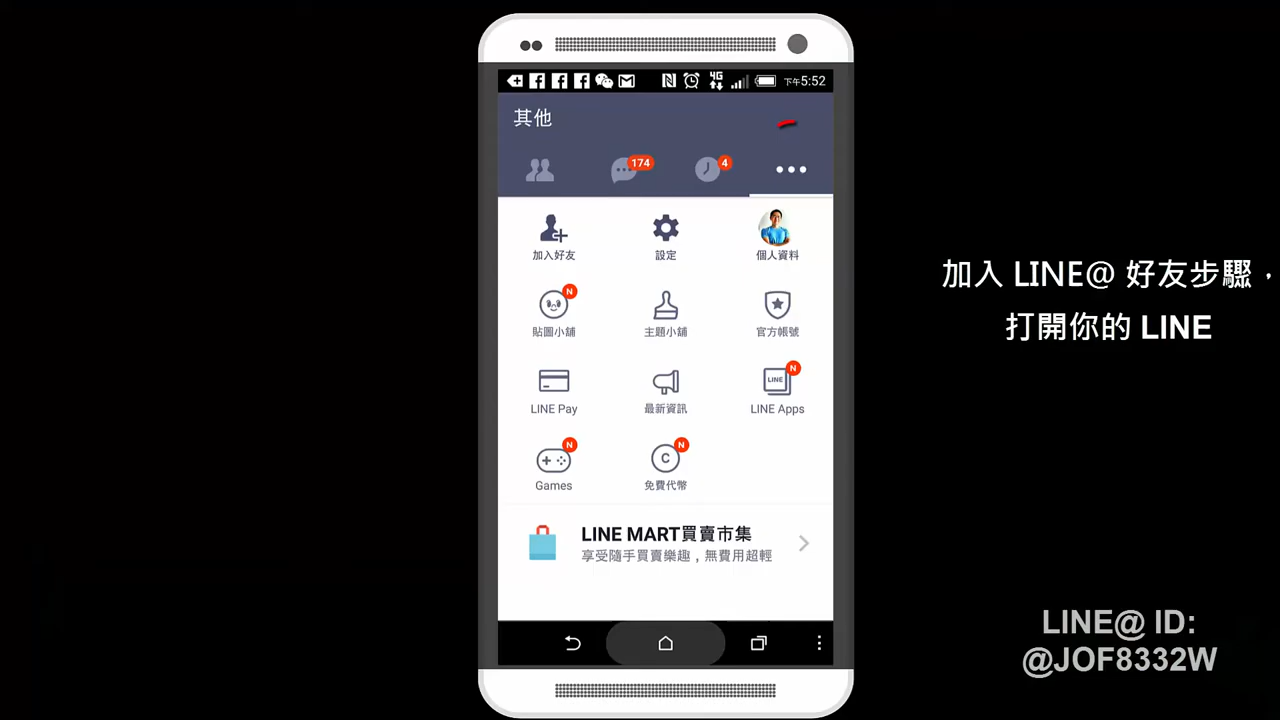 下午5:52
其他
174
4
加入好友
設定
個人資料
N
貼圖小舖
主題小舖
官方帳號
LINE
N
LINE Pay
最新資訊
LINE Apps
N
N
C
Games
免費代幣
LINE MART買賣市集
享受隨手買賣樂趣，無費用超輕
加入 LINE@ 好友步驟，
打開你的 LINE
LINE@ ID:
@JOF8332W